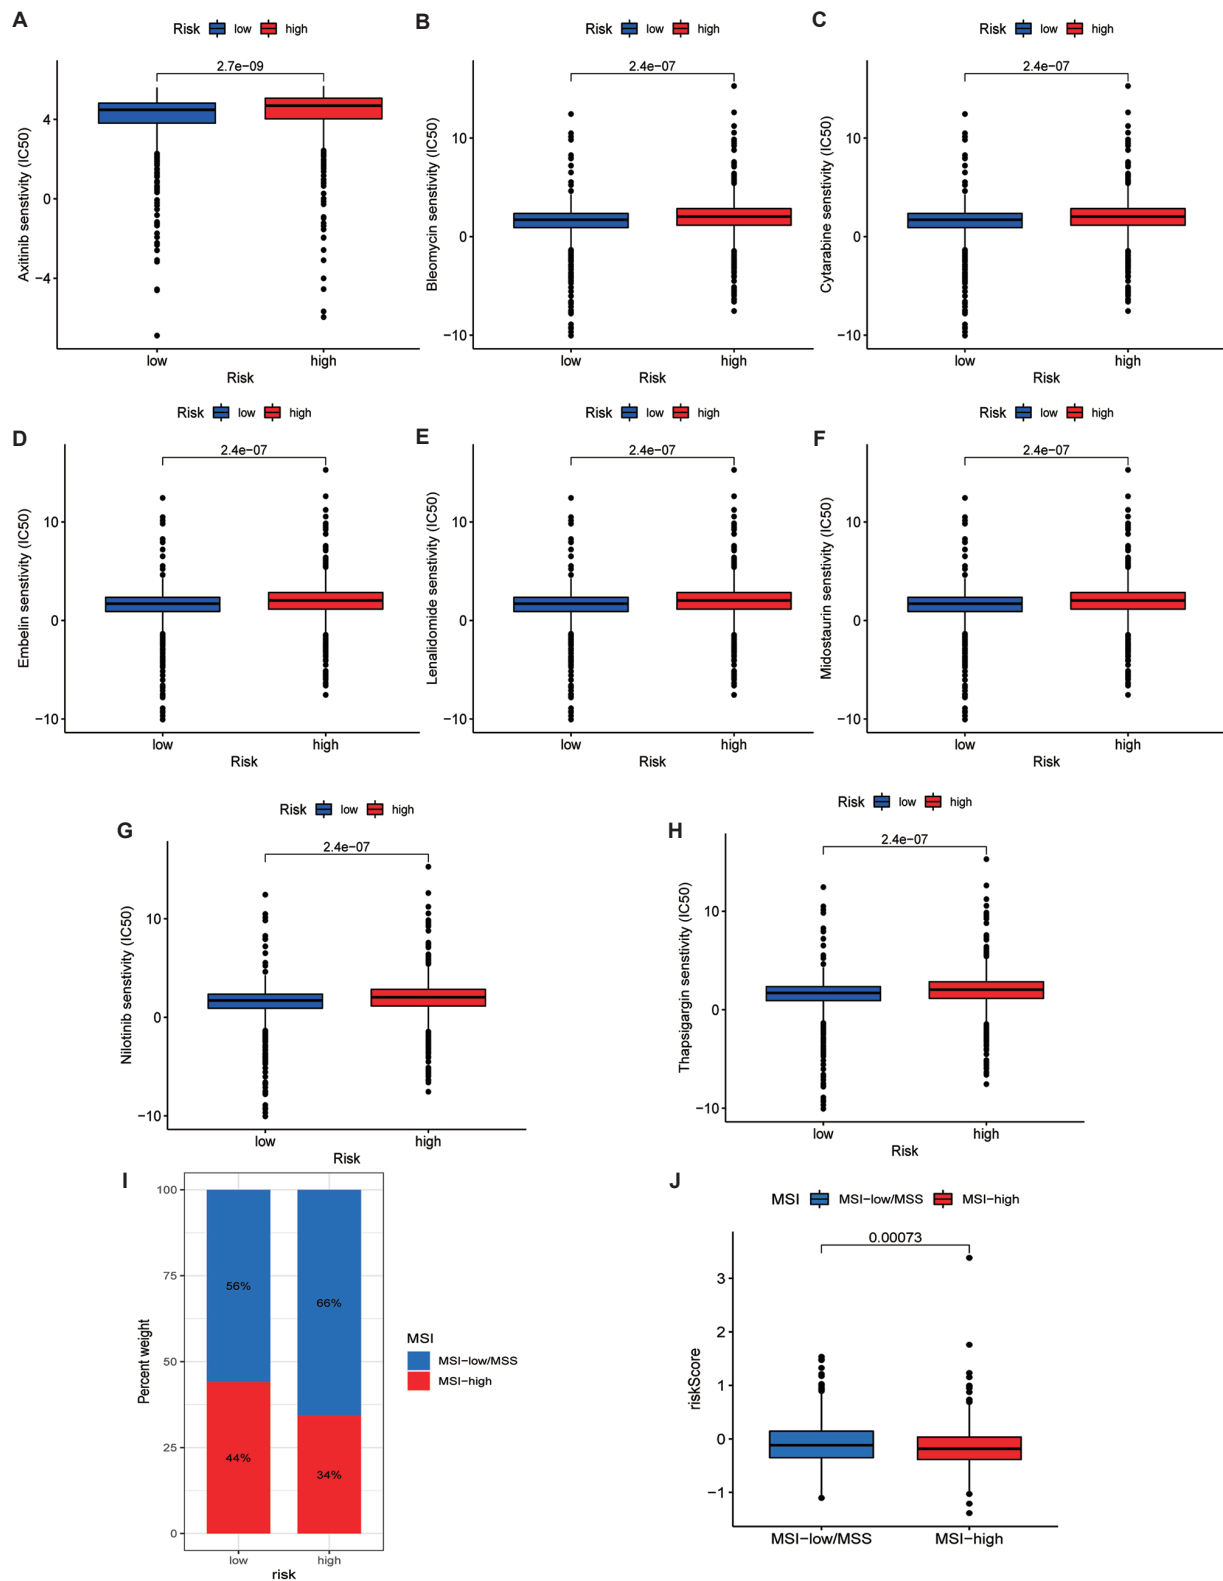 A
Risk low high
2.7e−09
Axitinib senstivity (IC50)
4
0
−4
low high
Risk
B
Risk low high
2.4e−07
Bleomycin senstivity (IC50)
10
0
−10
low high
Risk
C
Risk low high
2.4e−07
Cytarabine senstivity (IC50)
10
0
−10
low high
Risk
D
Risk low high
2.4e−07
Embelin senstivity (IC50)
10
0
−10
low high
Risk
E
Risk low high
2.4e−07
Lenalidomide senstivity (IC50)
10
0
−10
low high
Risk
F
Risk low high
2.4e−07
Midostaurin senstivity (IC50)
10
0
−10
low high
Risk
G
Risk low high
2.4e−07
Nilotinib senstivity (IC50)
10
0
−10
low high
Risk
H
Risk low high
2.4e−07
Thapsigargin senstivity (IC50)
10
0
−10
low high
Risk
I
Percent weight
100
75
50
25
0
56%
66%
44%
34%
low high
risk
MSI
MSI−low/MSS
MSI−high
J
MSI MSI−low/MSS MSI−high
0.00073
riskScore
3
2
1
0
−1
MSI−low/MSS MSI−high